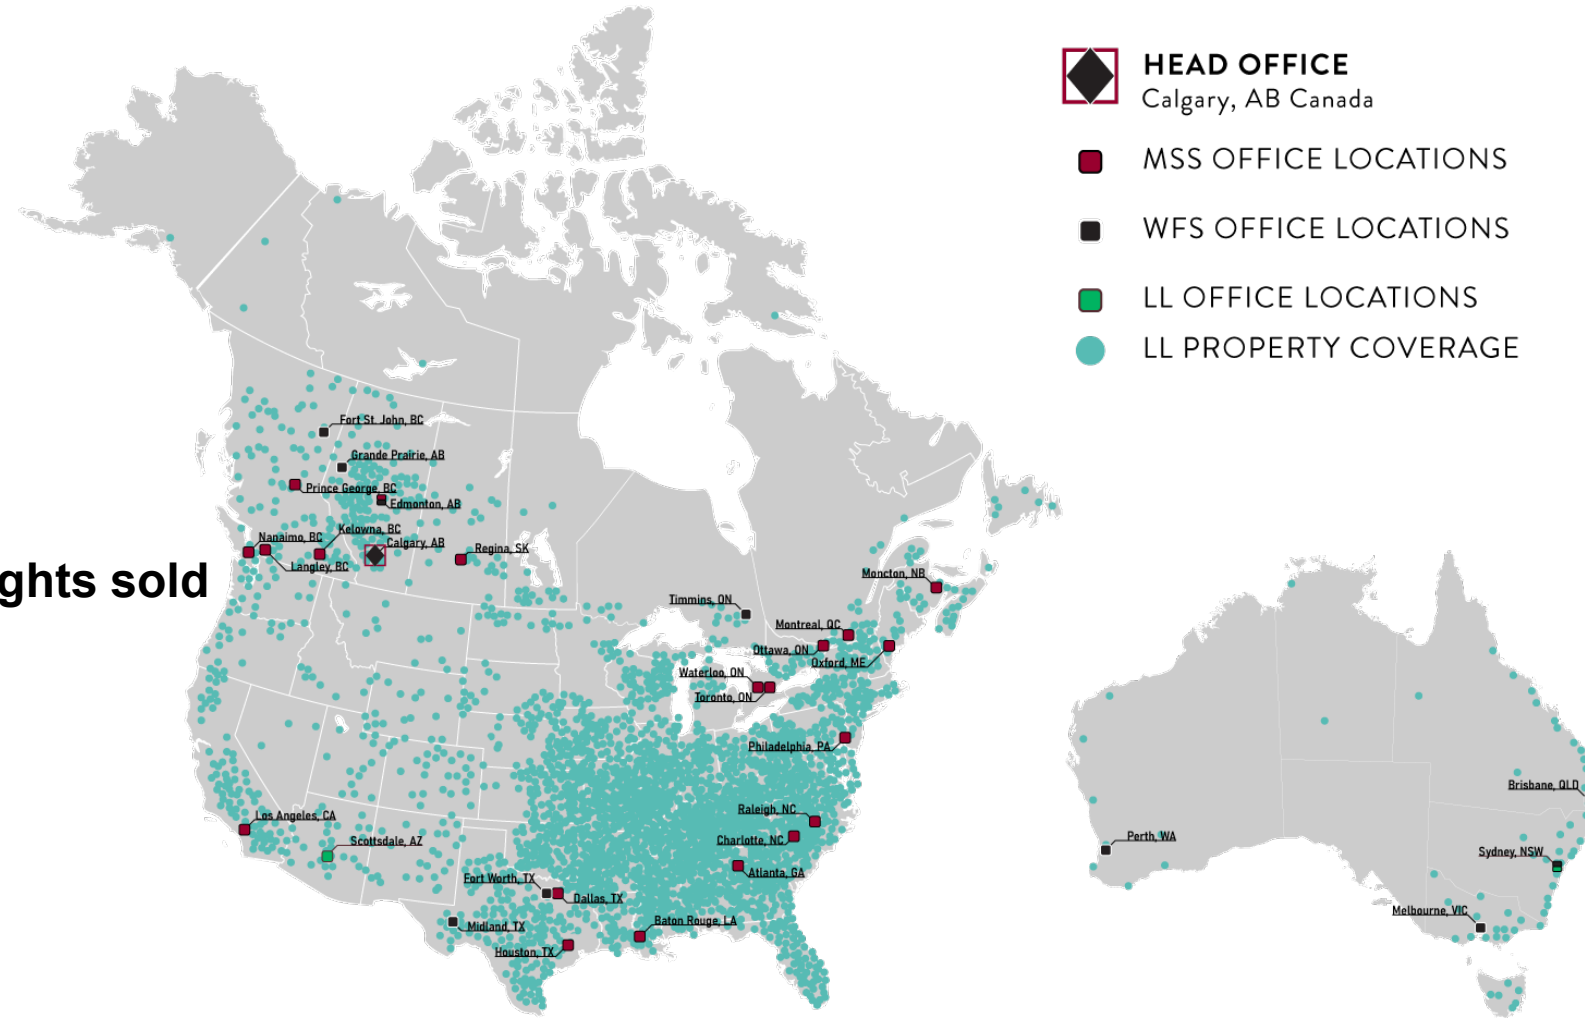 HEAD OFFICE
Calgary, AB Canada
MSS OFFICE LOCATIONS
WFS OFFICE LOCATIONS
LL OFFICE LOCATIONS
LL PROPERTY COVERAGE
Fort St. John, BC
Grande Prairie, AB
Prince George, BC
Edmonton, AB
Kelowna, BC
Nanaimo, BC
Calgary, AB
Regina, SK
Langley, BC
ghts sold
Moncton, NB
Timmins, ON
Montreal, QC
Ottawa, ON
Oxford, ME
Waterloo, ON
Toronto, ON
Philadelphia, PA
Brisbane, QLD
Raleigh, NC
Los Angeles, CA
Charlotte, NC
Perth, WA
Scottsdale, AZ
Sydney, NSW
Atlanta, GA
Fort Worth, TX
Dallas, TX
Melbourne, VIC
Baton Rouge, LA
Midland, TX
Houston, TX